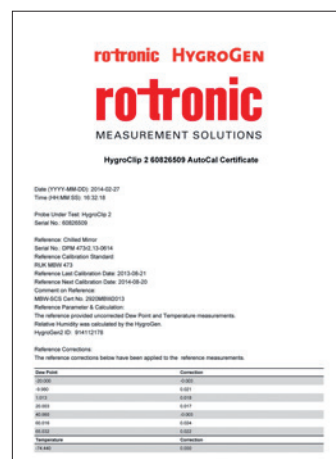 rotronic HYGROGEN
rotronic
MEASUREMENT SOLUTIONS
HygroClip 2 60826509 AutoCal Certificate
Date (YYYY-MM-DD): 2014-02-27
Time (HH:MM SS): 16:32:18
Probe Under Test: HygroClip 2
Serial No.: 60826509
Reference: Chilled Mirror
Serial No.: DPM 473/2,13-0614
Reference Calibration Standard
RUK MBW 473
Reference Last Calibration Date: 2013-08-21
Reference Next Calibration Date: 2014-08-20
Comment on Reference:
MBW-SCS Cert No. 2920MBW2013
Reference Parameter & Calculation:
The reference provided uncorrected Dew Point and Temperature measurements.
Relative Humidity was calculated by the HygroGen.
HygroGen2 ID: 914112178
Reference Corrections:
The reference corrections below have been applied to the reference measurements.
Dew Point Correction
Temperature Correction